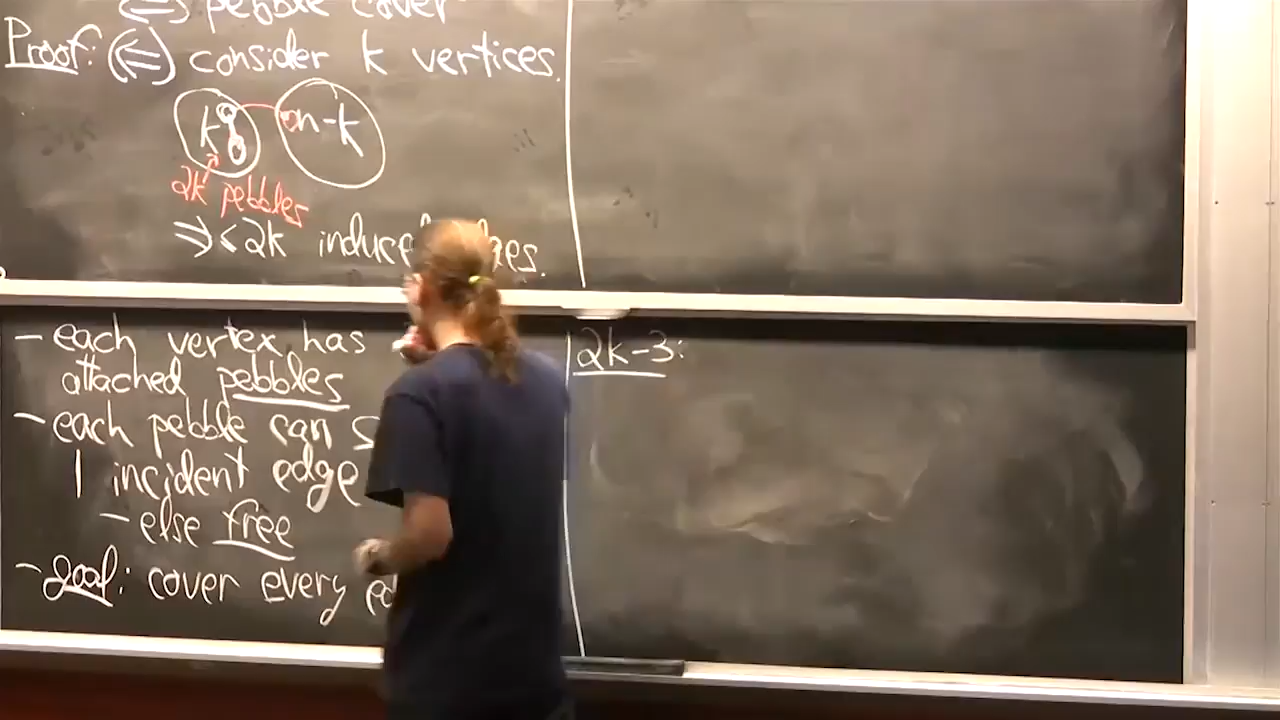 ⇐⇒ pebble cover
Proof: (⇐) consider k vertices.
k n-k
2k pebbles
⇒ ≤ 2k
- each vertex has
attached pebbles
- each pebble can
1 incident edge
- else free
- goal: cover every
2k-3: